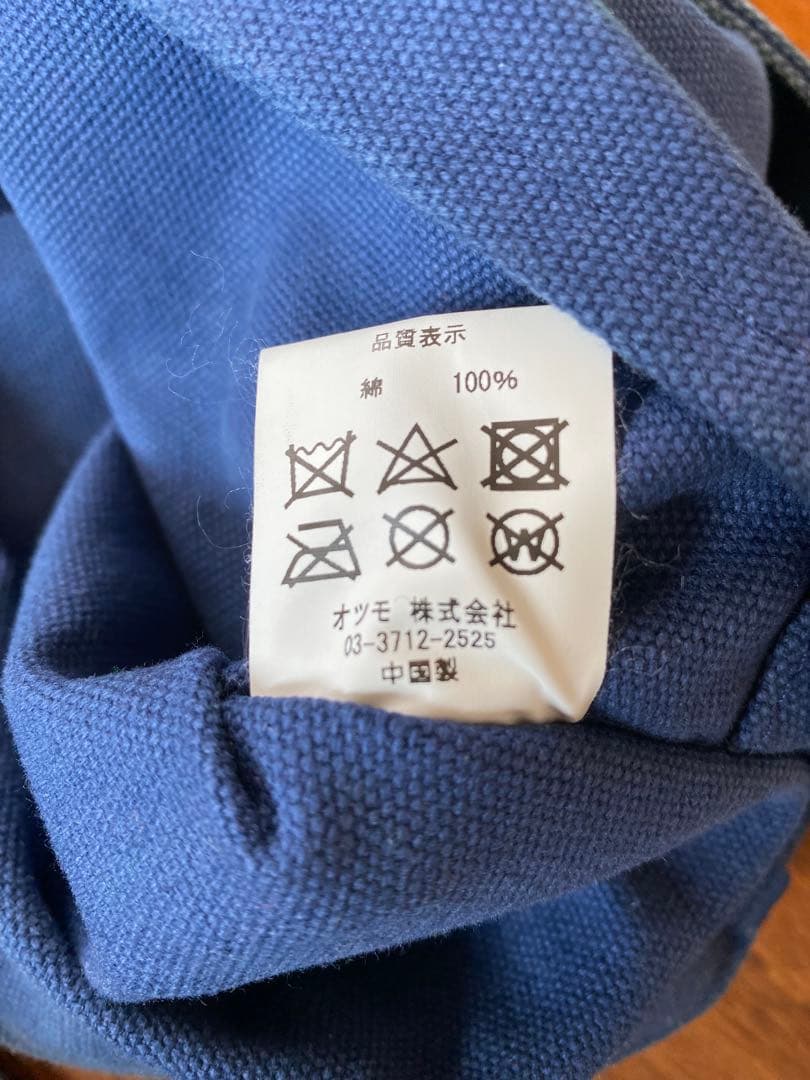 品質表示
綿 100%
W
オツモ 株式会社
03-3712-2525
中国製